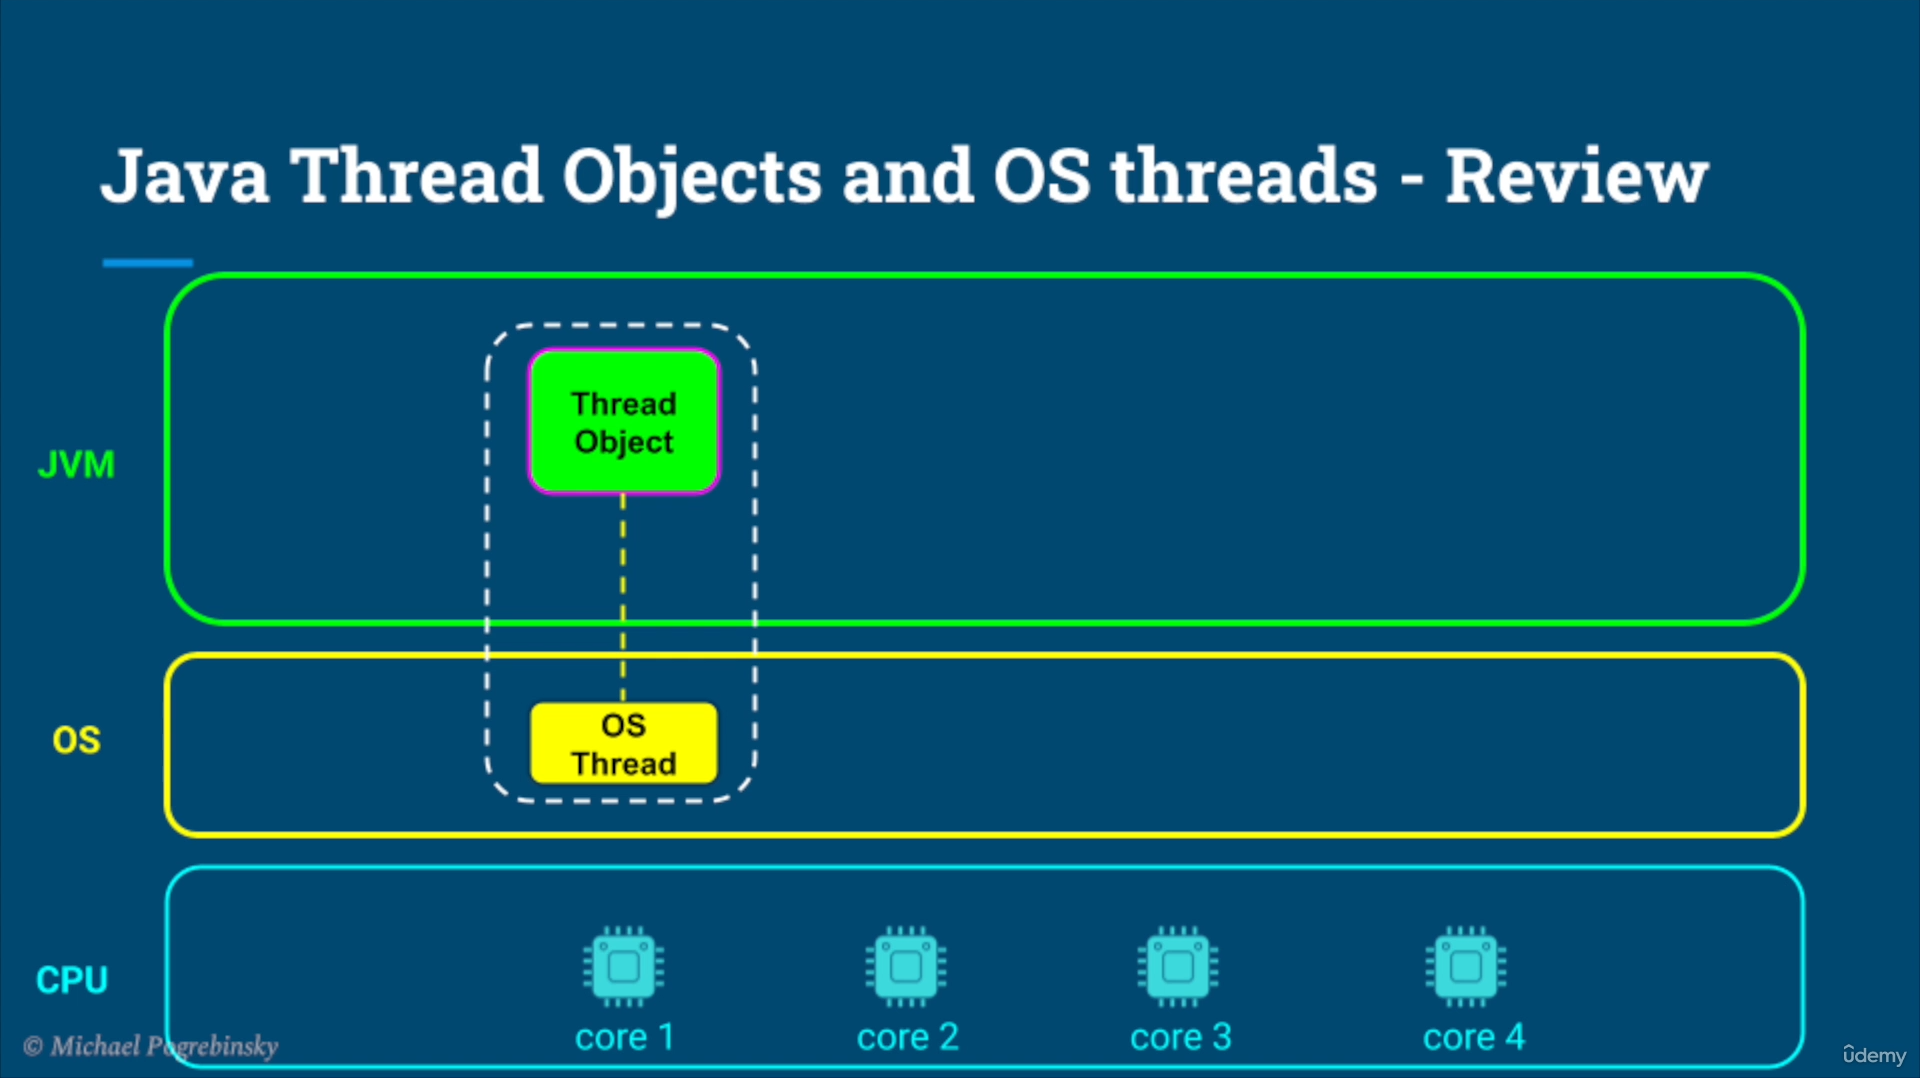 Java Thread Objects and OS threads - Review
Thread
Object
JVM
OS
Thread
OS
CPU
core 1
core 2
core 3
core 4
© Michael Pogrebinsky
ûdemy